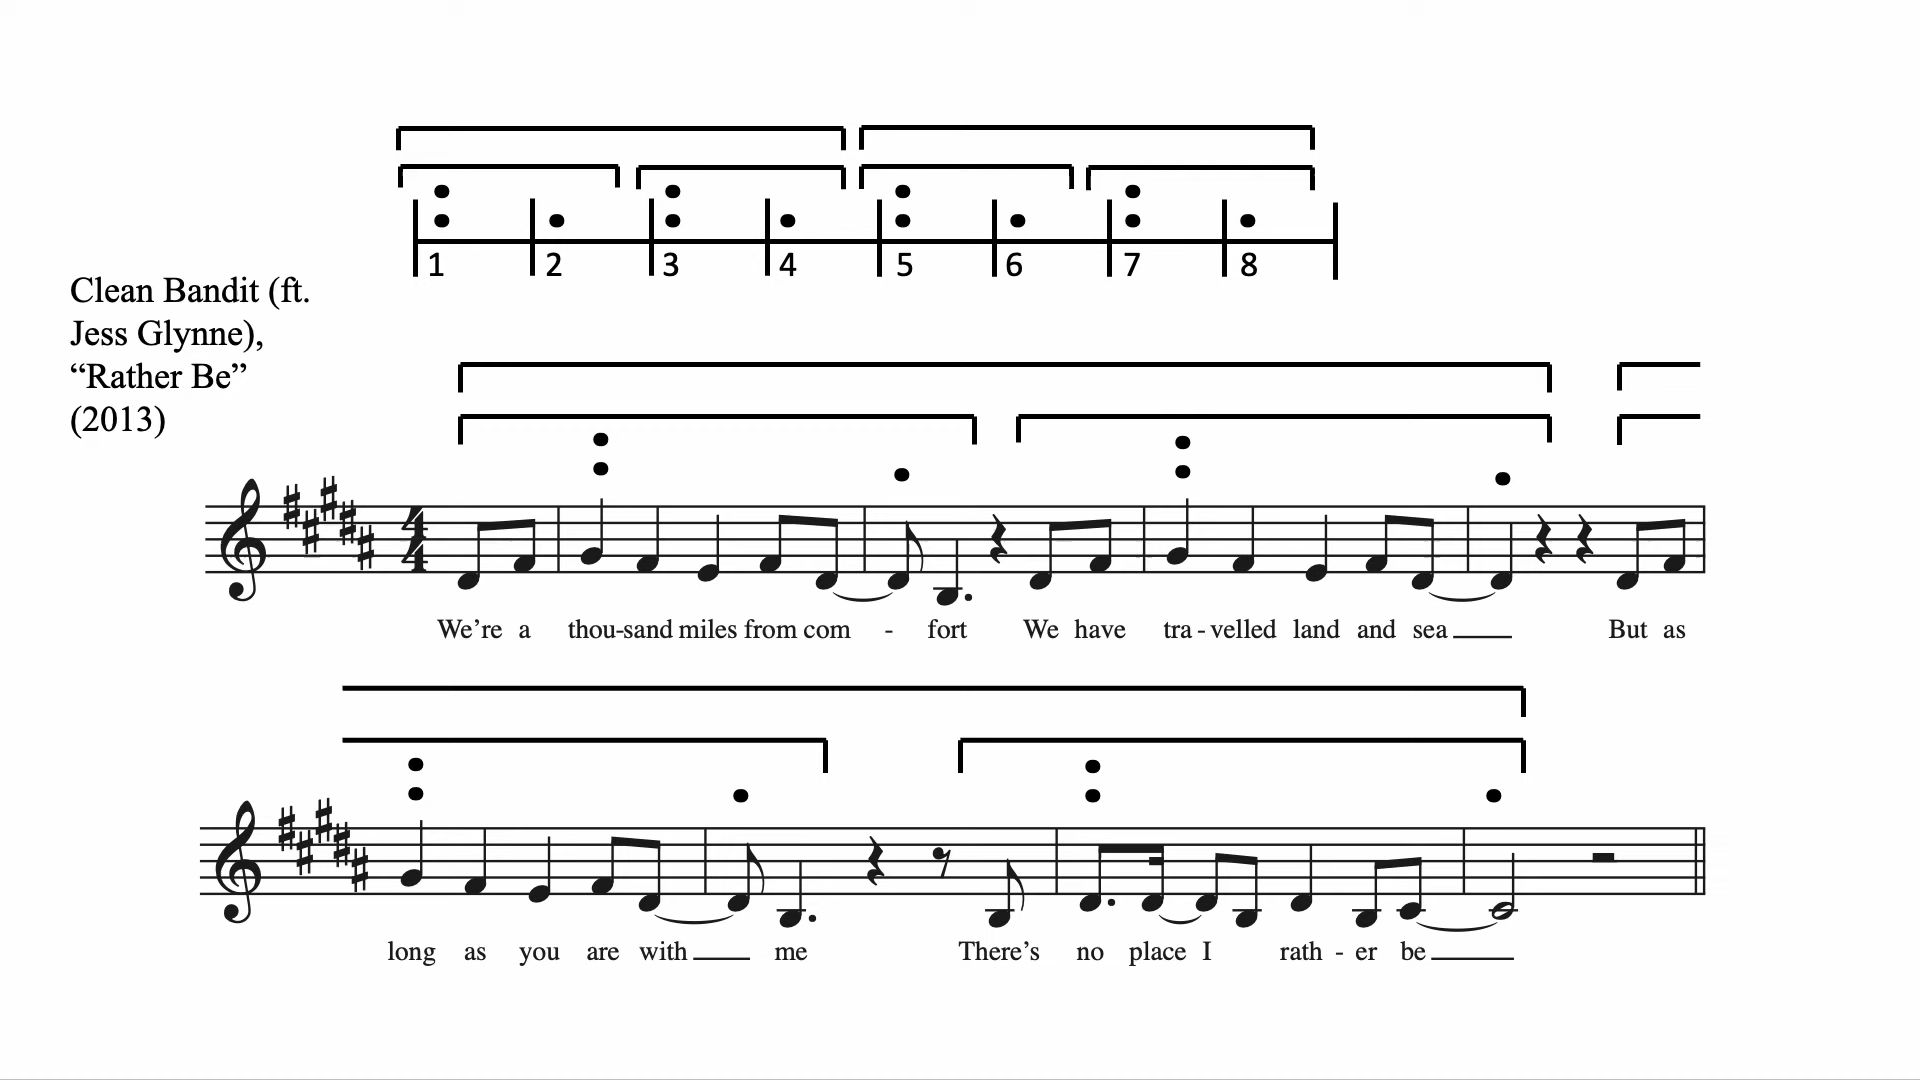 1 2 3 4 5 6 7 8
Clean Bandit (ft.
Jess Glynne),
“Rather Be”
(2013)
4
4
We’re a thou-sand miles from com - fort We have tra - velled land and sea But as
long as you are with me There’s no place I rath - er be